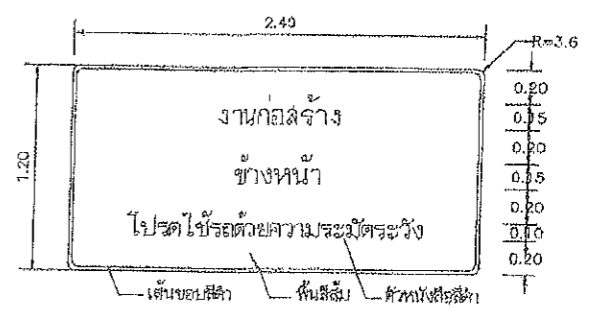 2.40
R=3.6
1.20
งานก่อสร้าง
ข้างหน้า
โปรดใช้รถด้วยความระมัดระวัง
0.20
0.15
0.20
0.15
0.20
0.10
0.20
เส้นขอบสีดำ
พื้นสีส้ม
ตัวหนังสือสีดำ